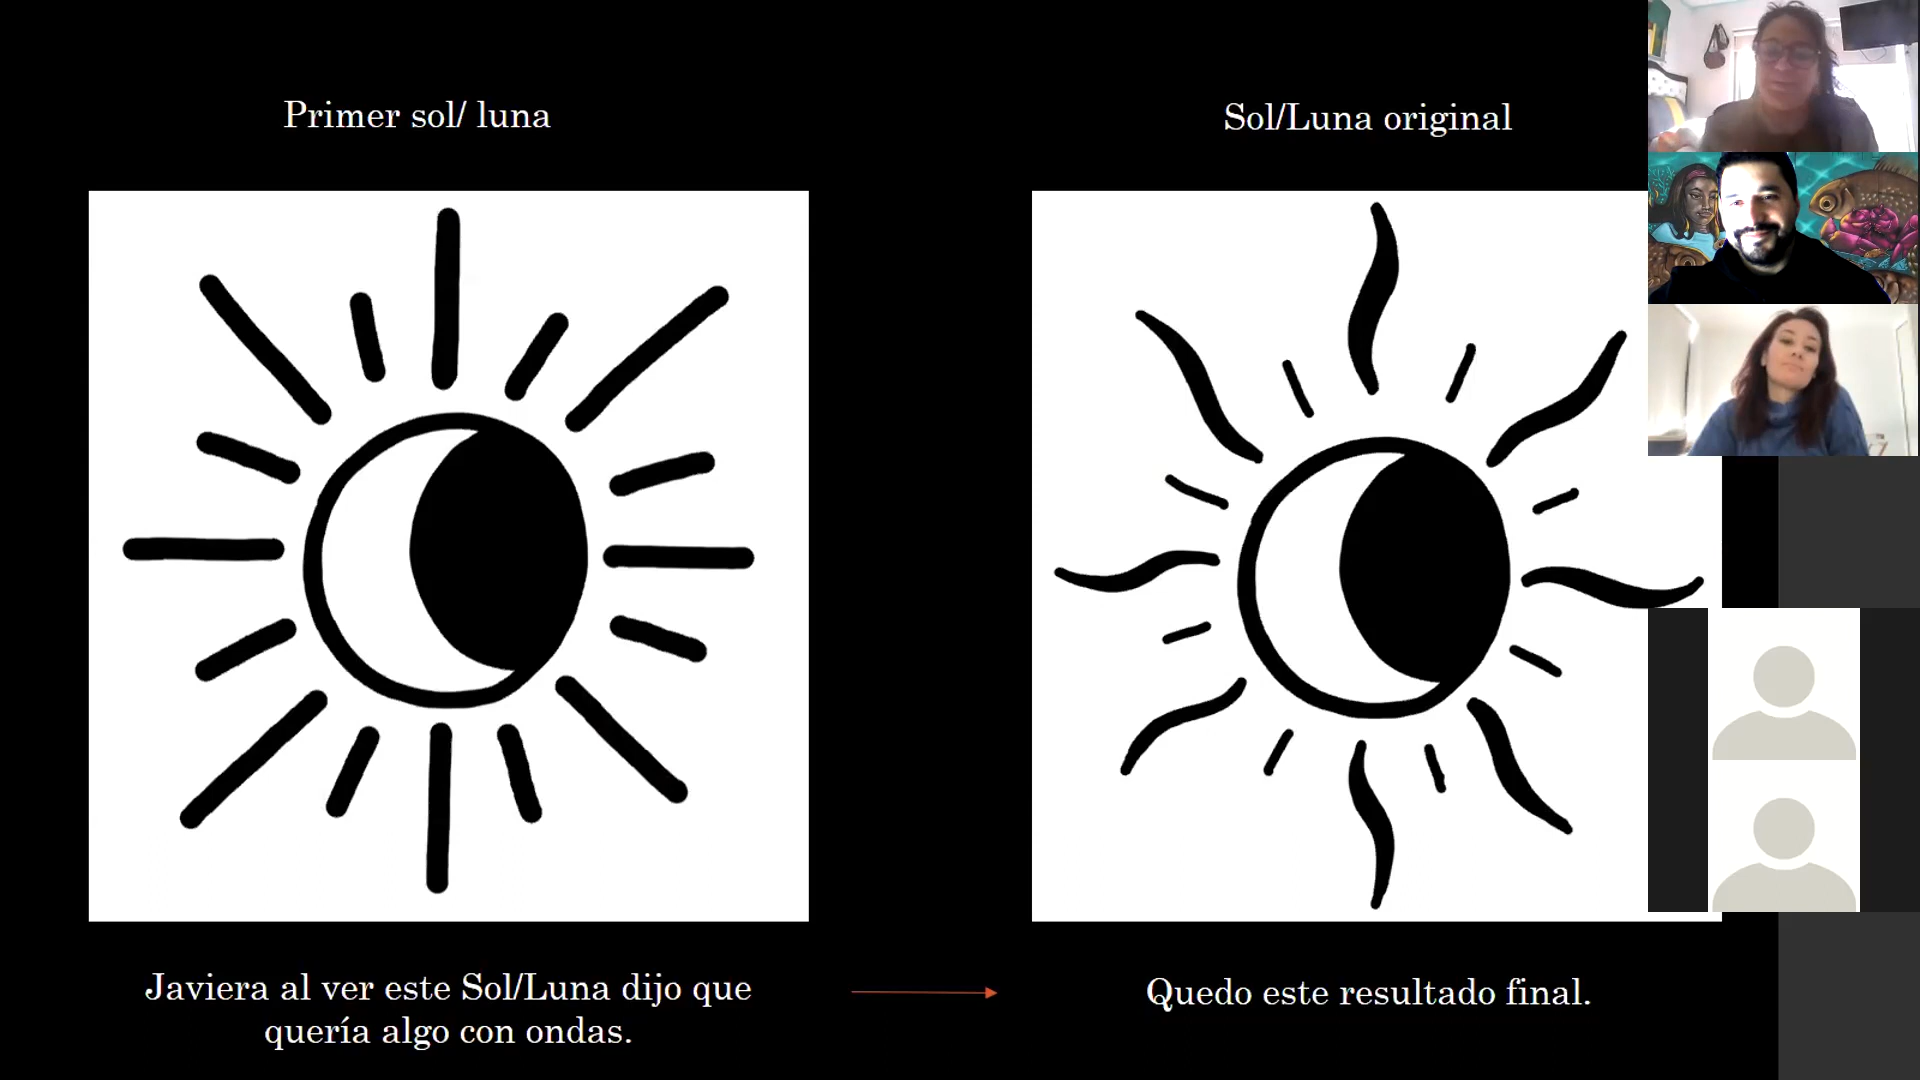 Primer sol/ luna
Sol/Luna original
Javiera al ver este Sol/Luna dijo que
quería algo con ondas.
Quedo este resultado final.